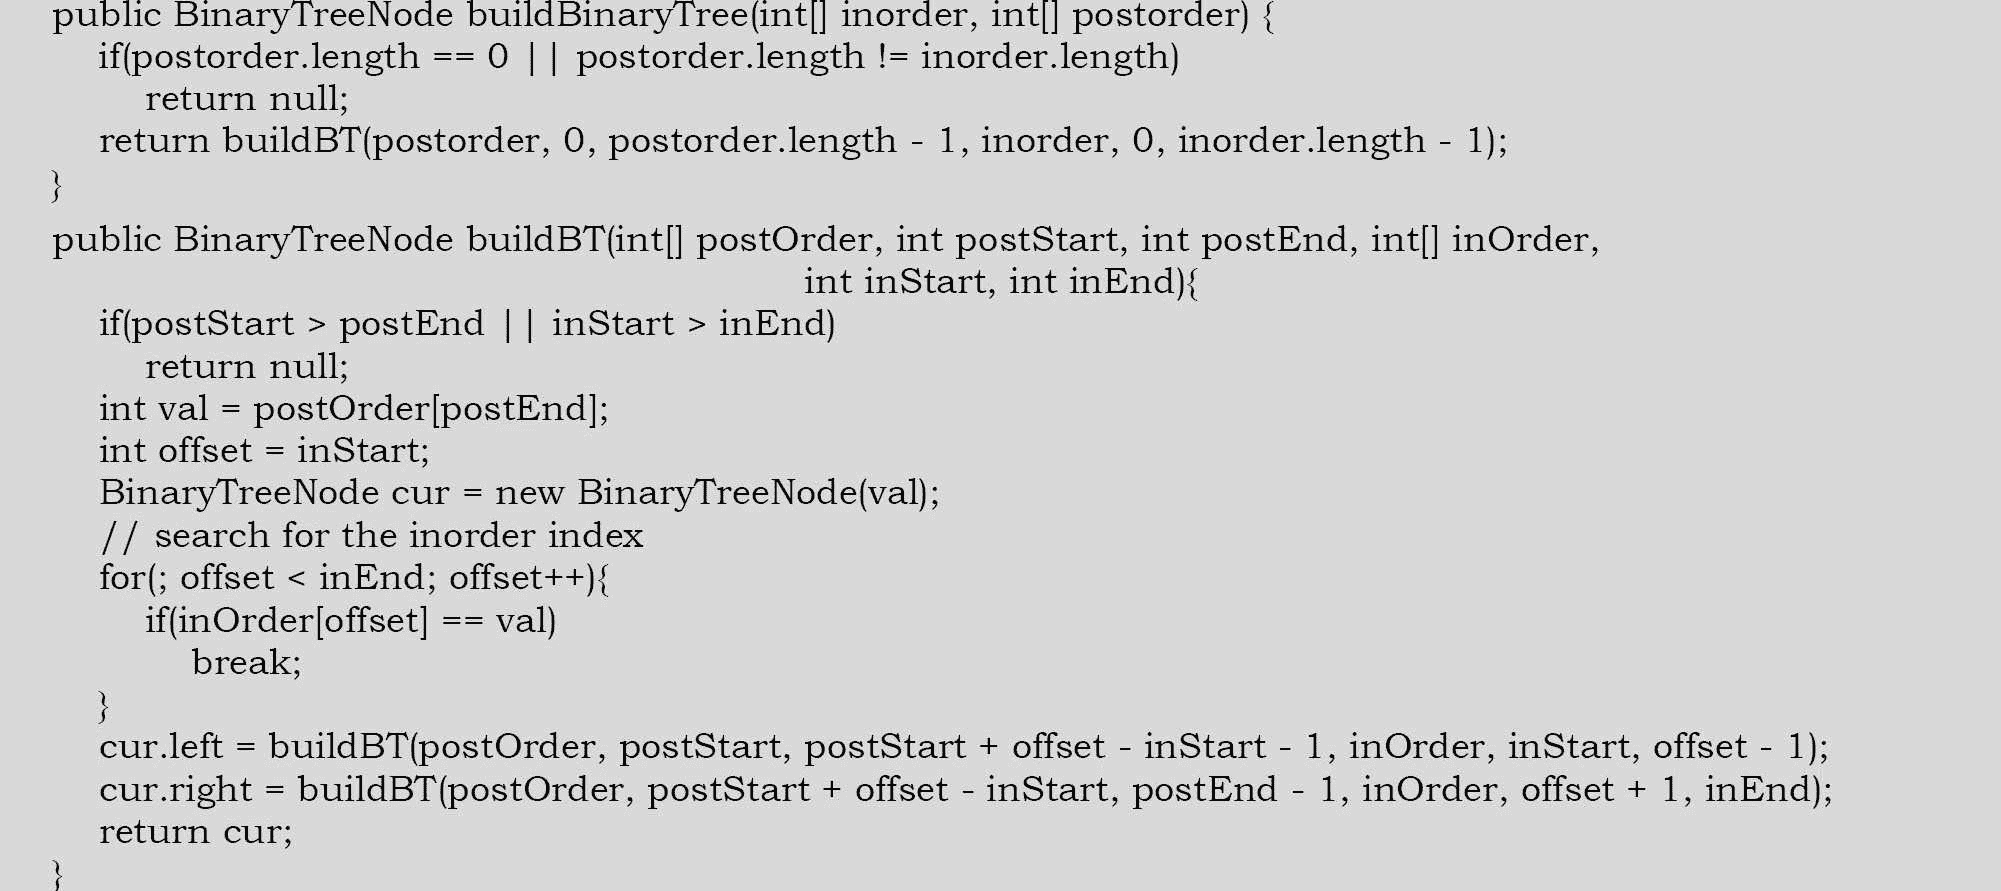 public BinaryTreeNode buildBinaryTree(int[] inorder, int[] postorder) {
if(postorder.length == 0 || postorder.length != inorder.length)
return null;
return buildBT(postorder, 0, postorder.length - 1, inorder, 0, inorder.length - 1);
}
public BinaryTreeNode buildBT(int[] postOrder, int postStart, int postEnd, int[] inOrder,
int inStart, int inEnd){
if(postStart > postEnd || inStart > inEnd)
return null;
int val = postOrder[postEnd];
int offset = inStart;
BinaryTreeNode cur = new BinaryTreeNode(val);
// search for the inorder index
for(; offset < inEnd; offset++){
if(inOrder[offset] == val)
break;
}
cur.left = buildBT(postOrder, postStart, postStart + offset - inStart - 1, inOrder, inStart, offset - 1);
cur.right = buildBT(postOrder, postStart + offset - inStart, postEnd - 1, inOrder, offset + 1, inEnd);
return cur;
}